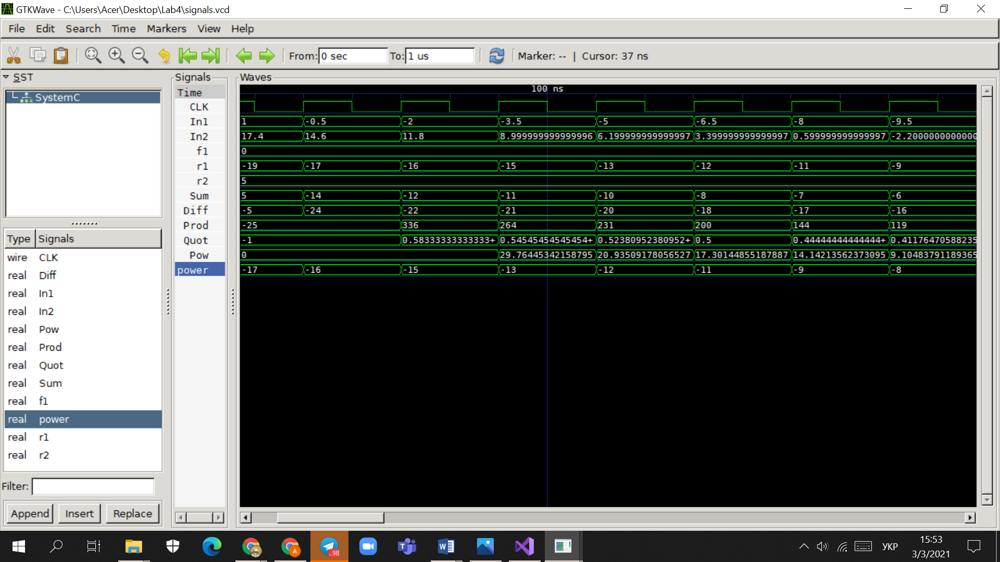 GTKWave - C:\Users\Acer\Desktop\Lab4\signals.vcd
File Edit Search Time Markers View Help
From: 0 sec To: 1 us Marker: -- | Cursor: 37 ns
SST
SystemC
Type Signals
wire CLK
real Diff
real In1
real In2
real Pow
real Prod
real Quot
real Sum
real f1
real power
real r1
real r2
Filter:
Append Insert Replace
Signals
Time
CLK
In1
In2
f1
r1
r2
Sum
Diff
Prod
Quot
Pow
power
Waves
100 ns
1 -0.5 -2 -3.5 -5 -6.5 -8 -9.5
17.4 14.6 11.8 8.999999999999996 6.199999999999997 3.399999999999997 0.599999999999997 -2.2000000000000
0
-19 -17 -16 -15 -13 -12 -11 -9
5
5 -14 -12 -11 -10 -8 -7 -6
-5 -24 -22 -21 -20 -18 -17 -16
-25 336 264 231 200 144 119
-1 0.58333333333333+ 0.54545454545454+ 0.52380952380952+ 0.5 0.44444444444444+ 0.41176470588235
0 29.76445342158795 20.93509178056527 17.30144855187887 14.14213562373095 9.10483791189365
-17 -16 -15 -13 -12 -11 -9 -8
..98
A
УКР
15:53
3/3/2021